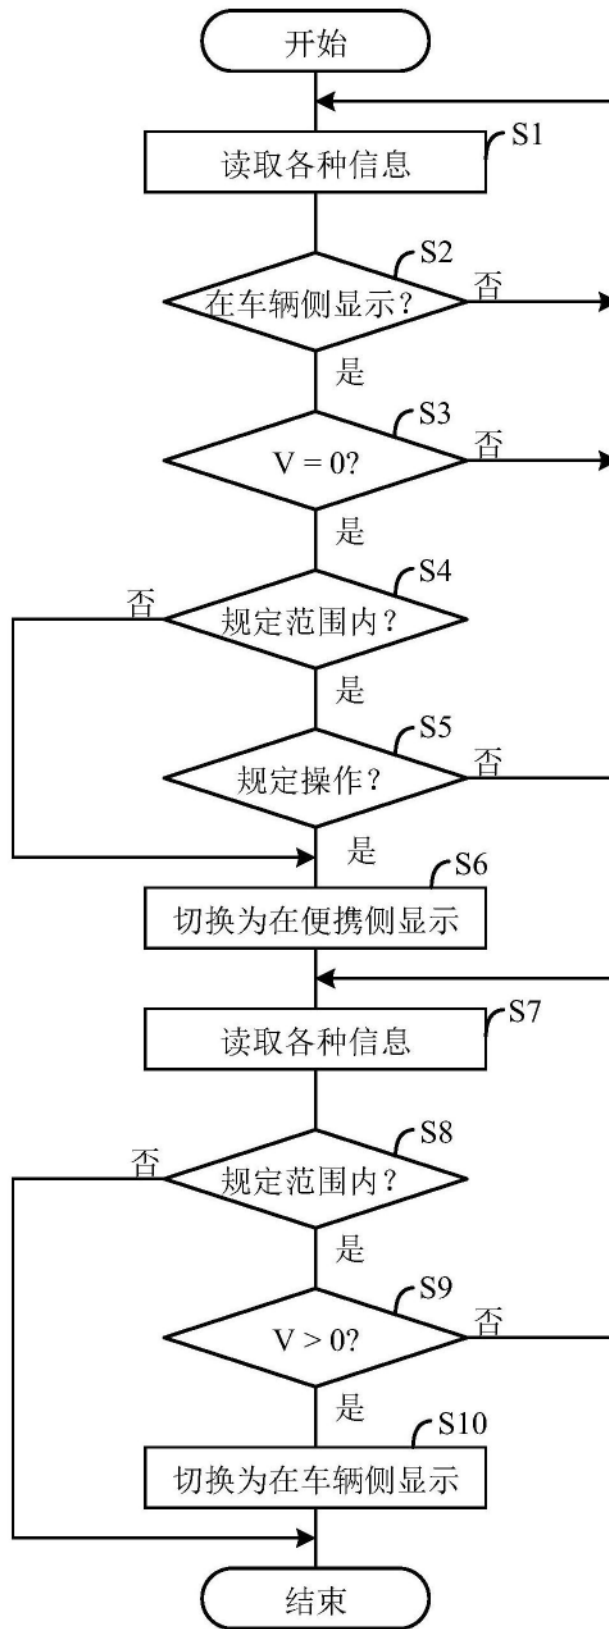 开始
S1
读取各种信息
S2
在车辆侧显示？
否
是
S3
V = 0?
否
是
S4
否
规定范围内？
是
S5
规定操作？
否
是
S6
切换为在便携侧显示
S7
读取各种信息
S8
否
规定范围内？
是
S9
V > 0?
否
是
S10
切换为在车辆侧显示
结束